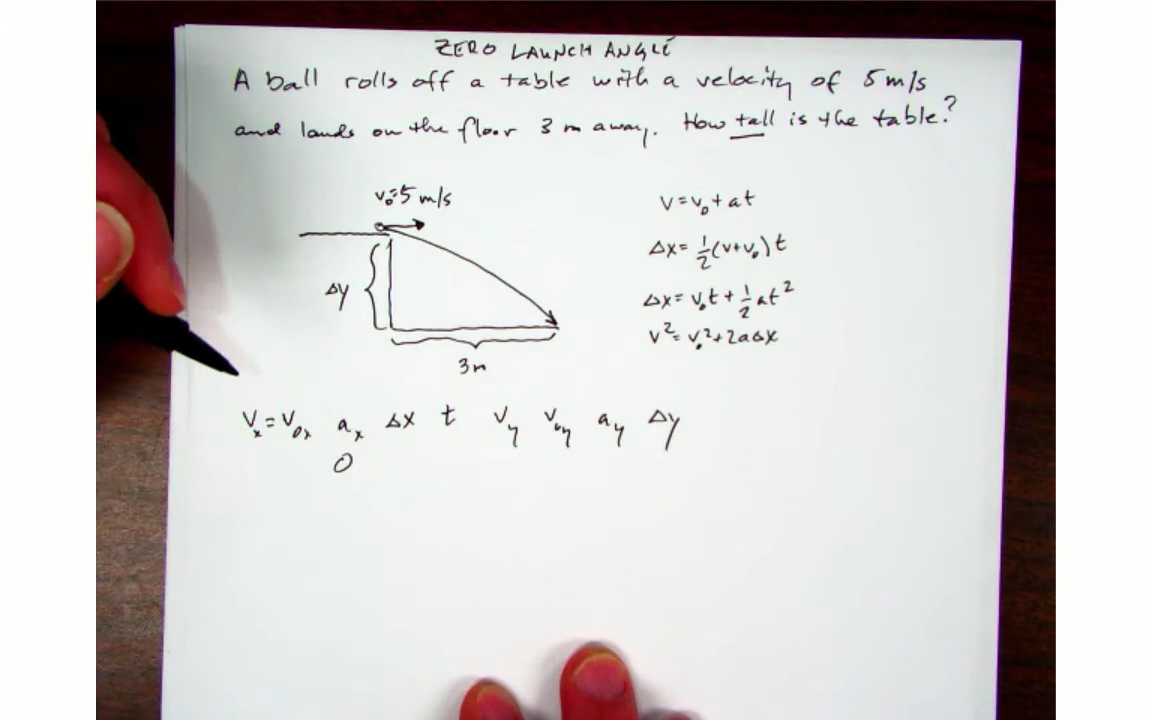 ZERO LAUNCH ANGLE
A ball rolls off a table with a velocity of 5 m/s
and lands on the floor 3 m away. How tall is the table?
v₀=5 m/s
Δy
3m
v=v₀+at
Δx=½(v+v₀)t
Δx=v₀t+½at²
v²=v₀²+2aΔx
vₓ=v₀ₓ aₓ Δx t v_y v₀y a_y Δy
0